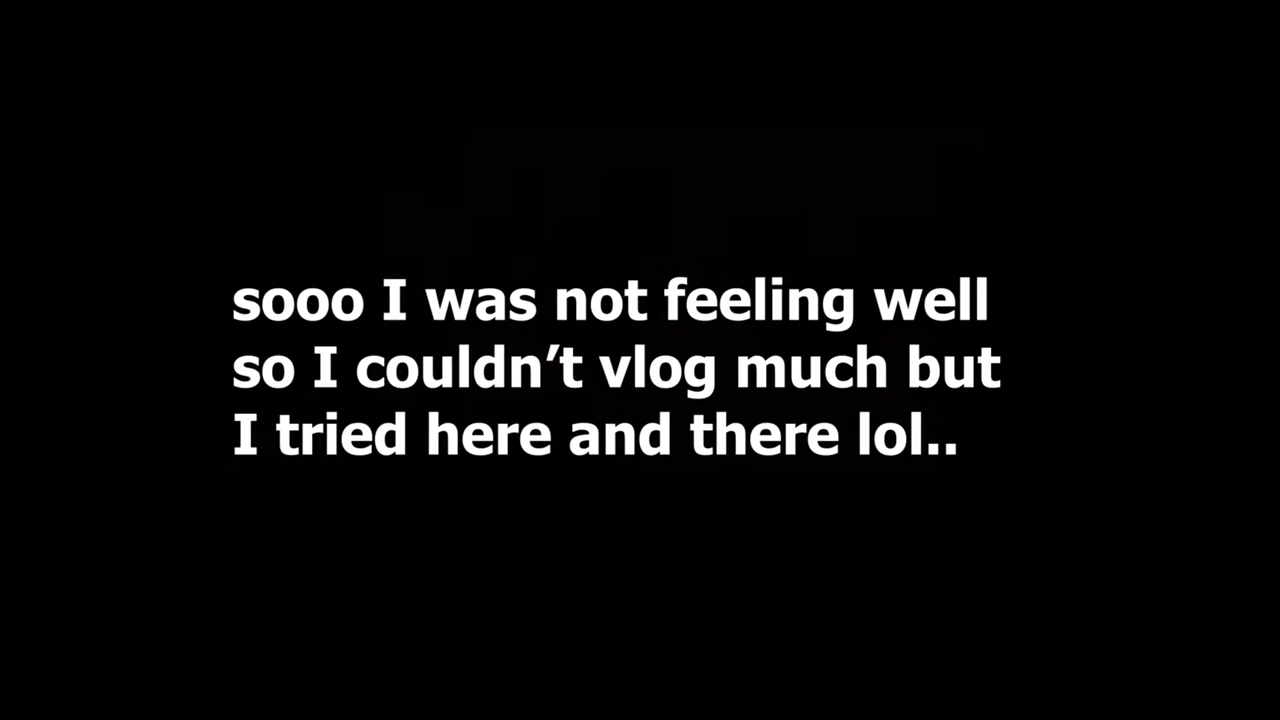 sooo I was not feeling well
so I couldn’t vlog much but
I tried here and there lol..